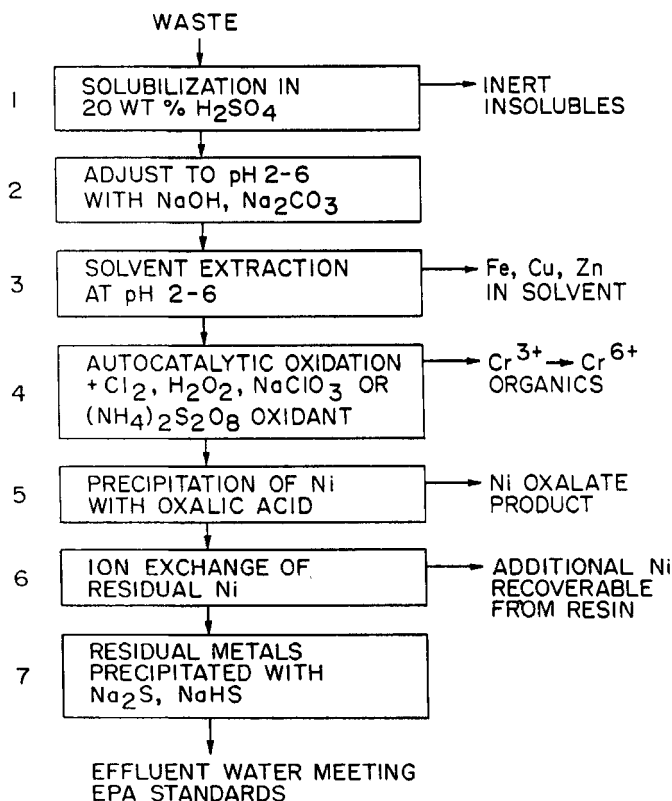 WASTE
1
SOLUBILIZATION IN
20 WT % H2SO4
INERT
INSOLUBLES
2
ADJUST TO pH 2-6
WITH NaOH, Na2CO3
3
SOLVENT EXTRACTION
AT pH 2-6
Fe, Cu, Zn
IN SOLVENT
4
AUTOCATALYTIC OXIDATION
+ Cl2, H2O2, NaClO3 OR
(NH4)2S2O8 OXIDANT
Cr3+ → Cr6+
ORGANICS
5
PRECIPITATION OF Ni
WITH OXALIC ACID
Ni OXALATE
PRODUCT
6
ION EXCHANGE OF
RESIDUAL Ni
ADDITIONAL Ni
RECOVERABLE
FROM RESIN
7
RESIDUAL METALS
PRECIPITATED WITH
Na2S, NaHS
EFFLUENT WATER MEETING
EPA STANDARDS